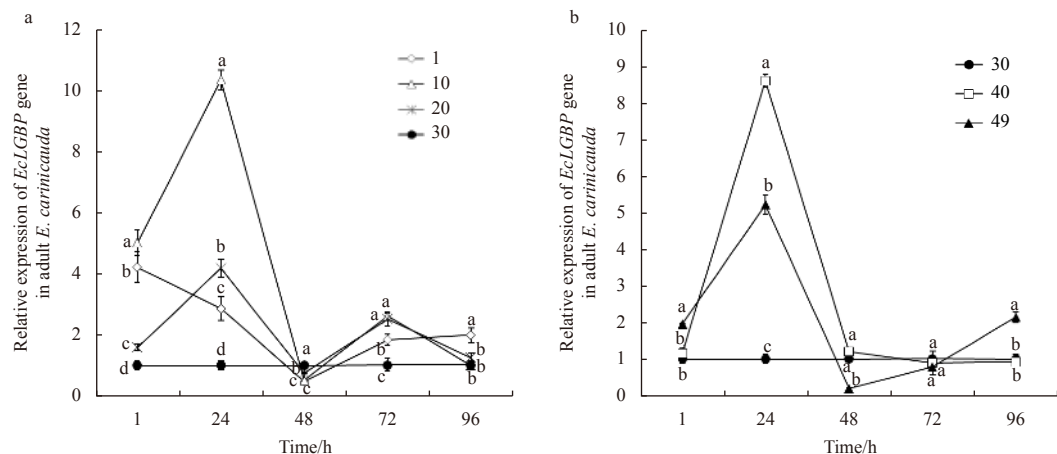 a
12
10
8
6
4
2
0
Relative expression of EcLGBP gene
in adult E. carinicauda
1
10
20
30
a
b
c
d
a
b
c
d
a
b
b
c
a
a
b
c
a
b
b
b
1
24
48
72
96
Time/h
b
10
9
8
7
6
5
4
3
2
1
0
Relative expression of EcLGBP gene
in adult E. carinicauda
30
40
49
a
b
b
a
b
c
a
a
b
a
a
a
a
b
b
1
24
48
72
96
Time/h